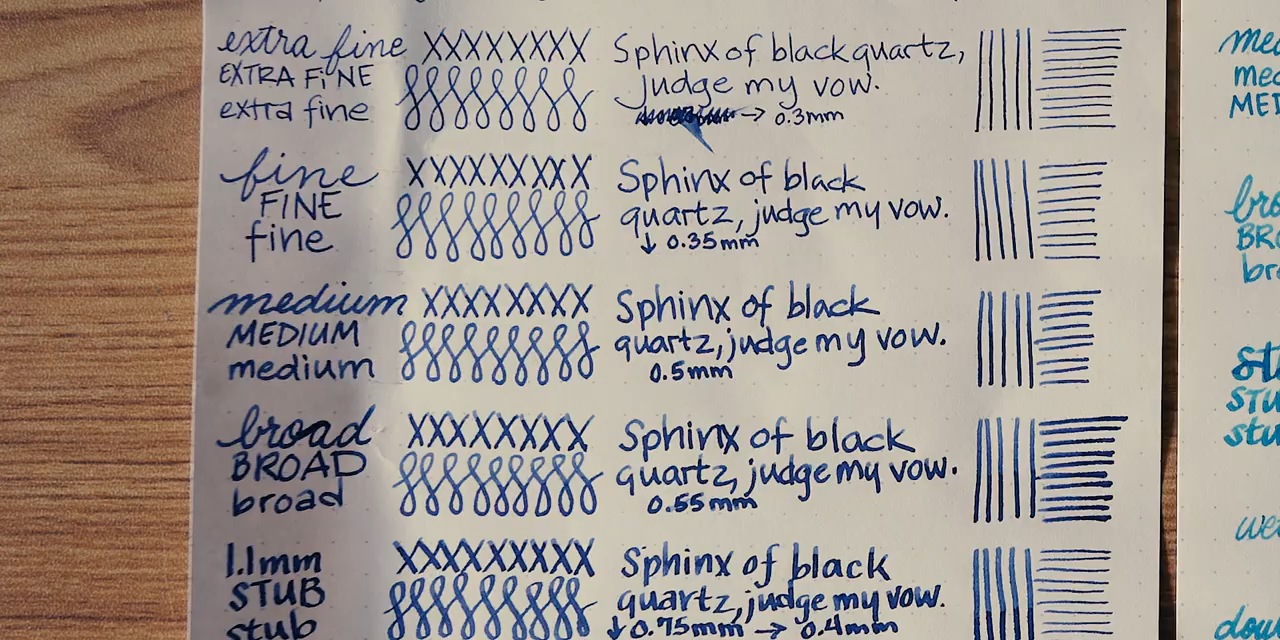 extra fine XXXXXXXX Sphinx of black quartz,
EXTRA FINE judge my vow.
extra fine → 0.3mm
fine XXXXXXXXX Sphinx of black
FINE quartz, judge my vow.
fine ↓ 0.35mm
medium XXXXXXXX Sphinx of black
MEDIUM quartz, judge my vow.
medium 0.5mm
broad XXXXXXXX Sphinx of black
BROAD quartz, judge my vow.
broad 0.55mm
1.1mm XXXXXXXXX Sphinx of black
STUB quartz, judge my vow.
stub ↓ 0.75mm → 0.4mm